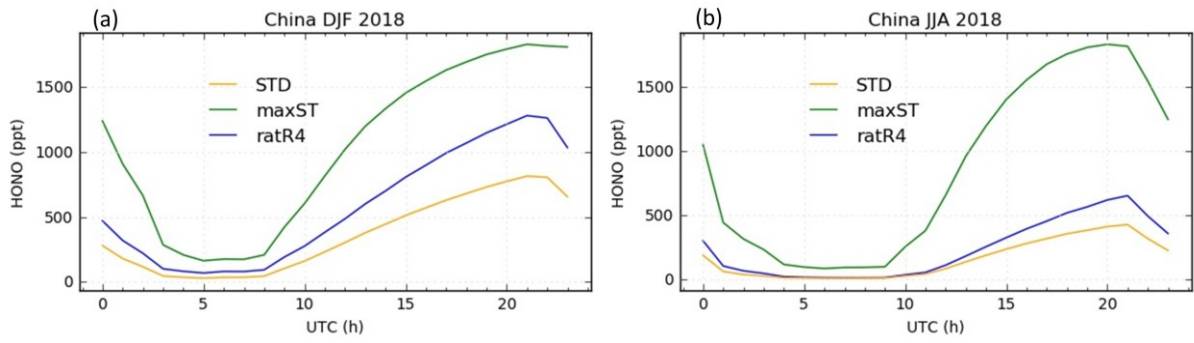 (a)
China DJF 2018
HONO (ppt)
1500
1000
500
0
STD
maxST
ratR4
0 5 10 15 20
UTC (h)
(b)
China JJA 2018
HONO (ppt)
1500
1000
500
0
STD
maxST
ratR4
0 5 10 15 20
UTC (h)